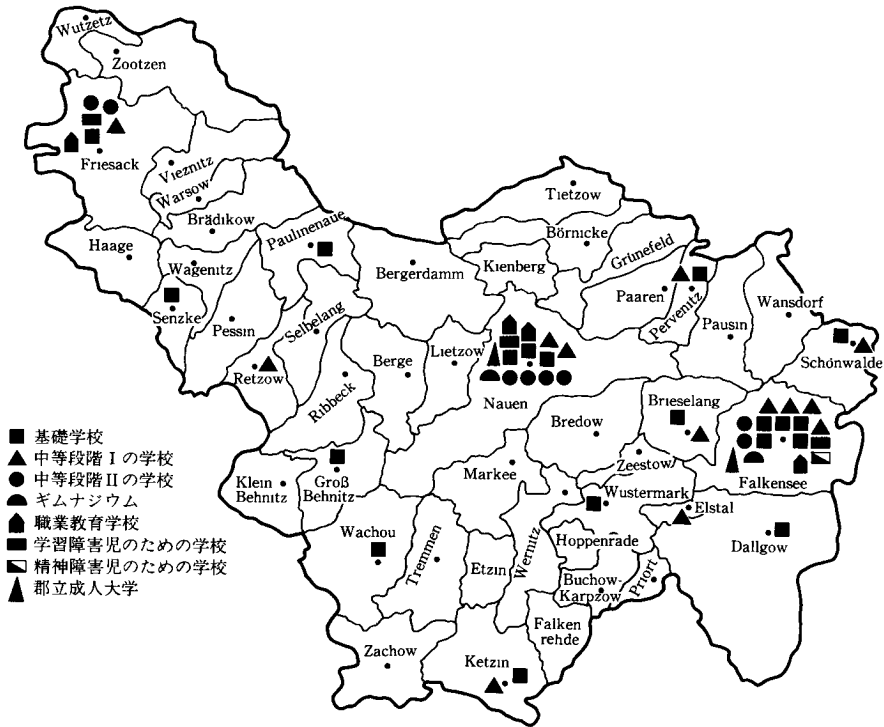 Wutzetz
Zootzen
Friesack
Vieznitz
Warsow
Brädikow
Haage
Wagenitz
Paulinenaue
Senzke
Pessin
Selbelang
Retzow
Ribbeck
Bergerdamm
Berge
Lietzow
Tietzow
Börnicke
Kienberg
Grünefeld
Paaren
Pervenitz
Pausin
Wansdorf
Schönwalde
Nauen
Brieselang
Bredow
Falkensee
Zeestow
Markee
Wustermark
Elstal
Klein
Behnitz
Groß
Behnitz
Hoppenrade
Dallgow
Wachou
Tremmen
Etzin
Wernitz
Buchow-
Karpzow
Priort
Falken
rehde
Zachow
Ketzin
基礎学校
中等段階Ⅰの学校
中等段階Ⅱの学校
ギムナジウム
職業教育学校
学習障害児のための学校
精神障害児のための学校
郡立成人大学